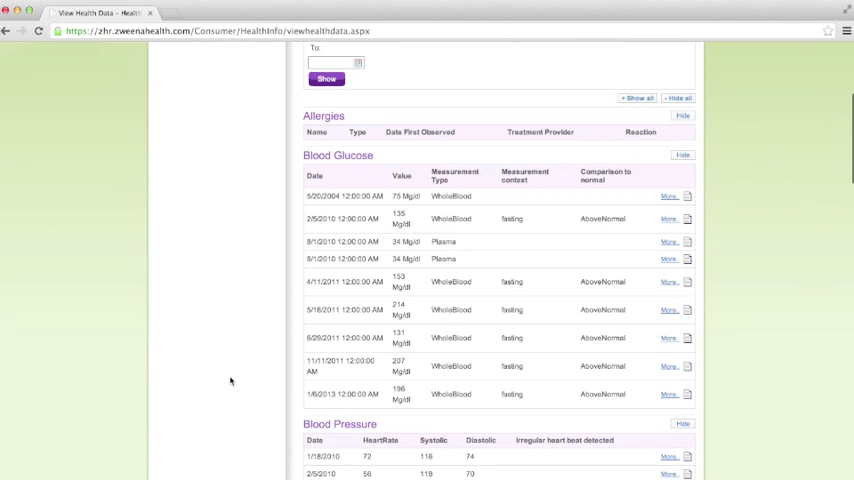 View Health Data – Health
https://zhr.zweenahealth.com/Consumer/HealthInfo/viewhealthdata.aspx
To:
Show
+ Show all - Hide all
Allergies Hide
Name Type Date First Observed Treatment Provider Reaction
Blood Glucose Hide
Date Value Measurement Type Measurement context Comparison to normal
5/20/2004 12:00:00 AM 75 Mg/dl WholeBlood More..
2/5/2010 12:00:00 AM 135 Mg/dl WholeBlood fasting AboveNormal More..
8/1/2010 12:00:00 AM 34 Mg/dl Plasma More..
8/1/2010 12:00:00 AM 34 Mg/dl Plasma More..
4/11/2011 12:00:00 AM 153 Mg/dl WholeBlood fasting AboveNormal More..
5/16/2011 12:00:00 AM 214 Mg/dl WholeBlood fasting AboveNormal More..
6/29/2011 12:00:00 AM 131 Mg/dl WholeBlood fasting AboveNormal More..
11/11/2011 12:00:00 AM 207 Mg/dl WholeBlood fasting AboveNormal More..
1/6/2013 12:00:00 AM 196 Mg/dl WholeBlood fasting AboveNormal More..
Blood Pressure Hide
Date HeartRate Systolic Diastolic Irregular heart beat detected
1/18/2010 72 116 74 More..
2/5/2010 56 118 70 More..